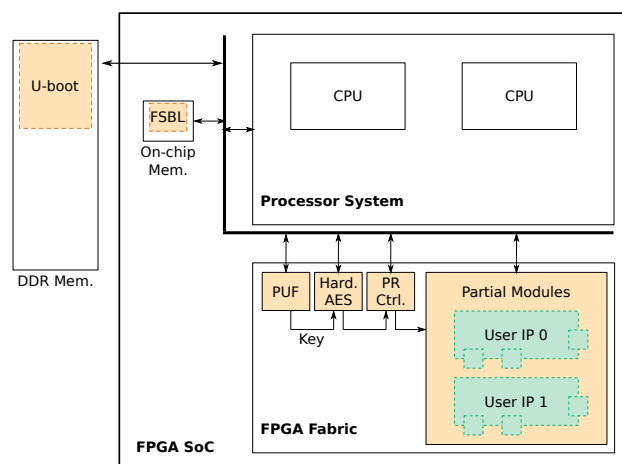 U-boot
FSBL
On-chip
Mem.
DDR Mem.
CPU
CPU
Processor System
PUF
Hard.
AES
PR
Ctrl.
Key
Partial Modules
User IP 0
User IP 1
FPGA Fabric
FPGA SoC